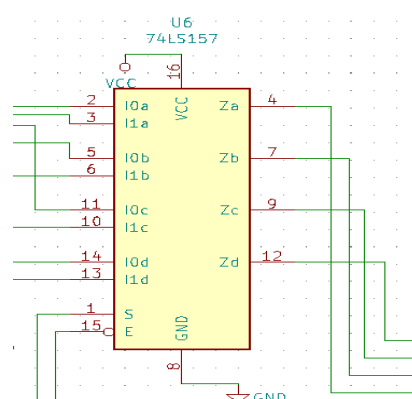 U6
74LS157
VCC
16
VCC
2 I0a Za 4
3 I1a
5 I0b Zb 7
6 I1b
11 I0c Zc 9
10 I1c
14 I0d Zd 12
13 I1d
1 S
15 E
GND
8
GND